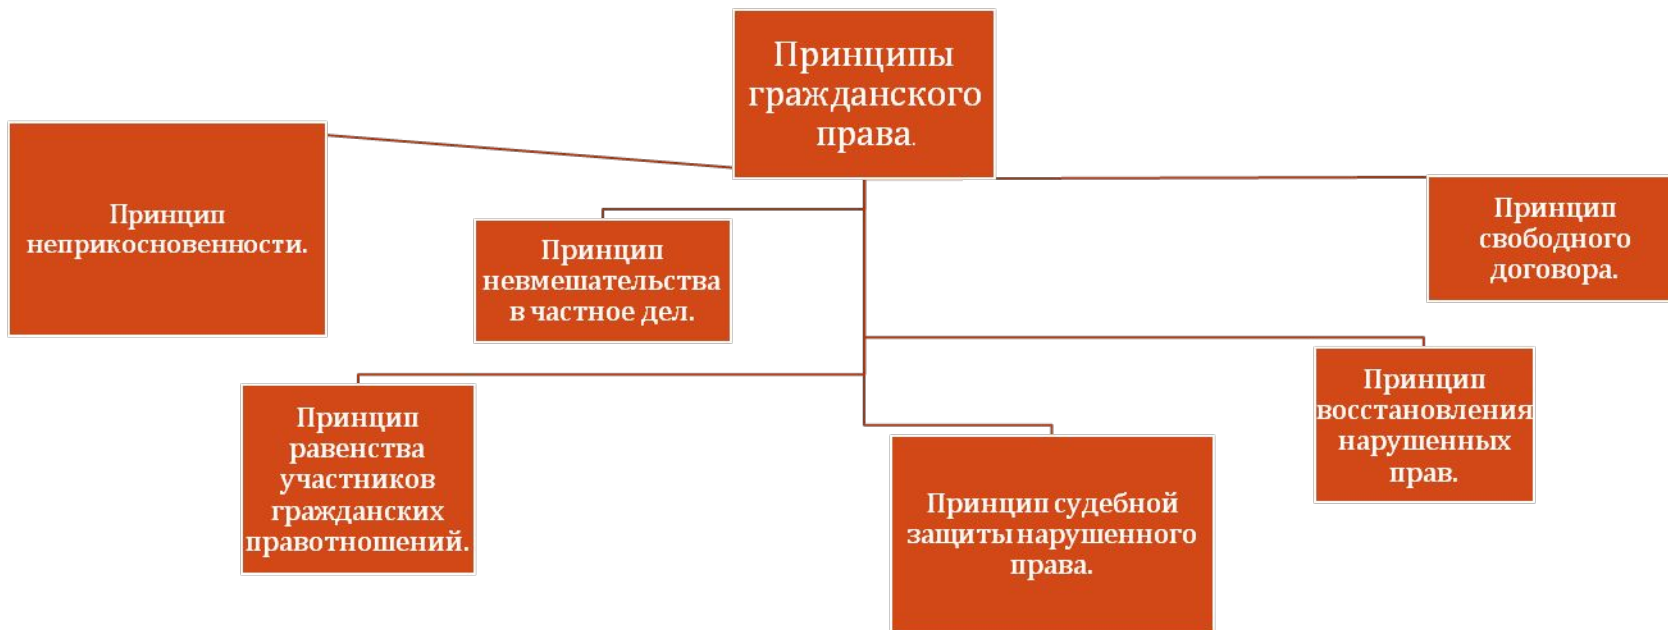 Принципы
гражданского
права.
Принцип
неприкосновенности.
Принцип
невмешательства
в частное дел.
Принцип
свободного
договора.
Принцип
равенства
участников
гражданских
правотношений.
Принцип судебной
защиты нарушенного
права.
Принцип
восстановления
нарушенных
прав.